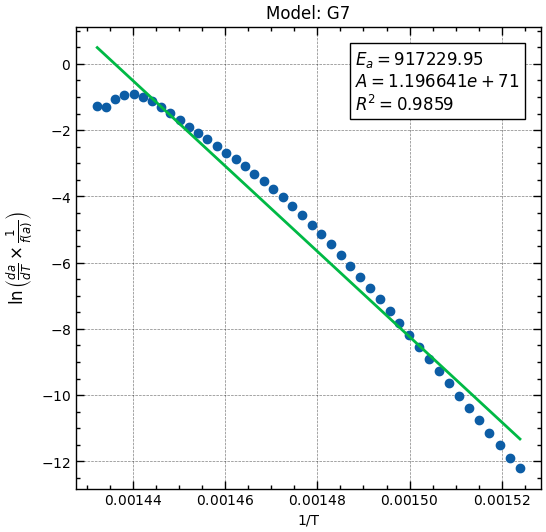 Model: G7
E_a = 917229.95
A = 1.196641e + 71
R² = 0.9859
0
−2
−4
−6
−8
−10
−12
ln (da/dT × 1/f(a))
0.00144 0.00146 0.00148 0.00150 0.00152
1/T